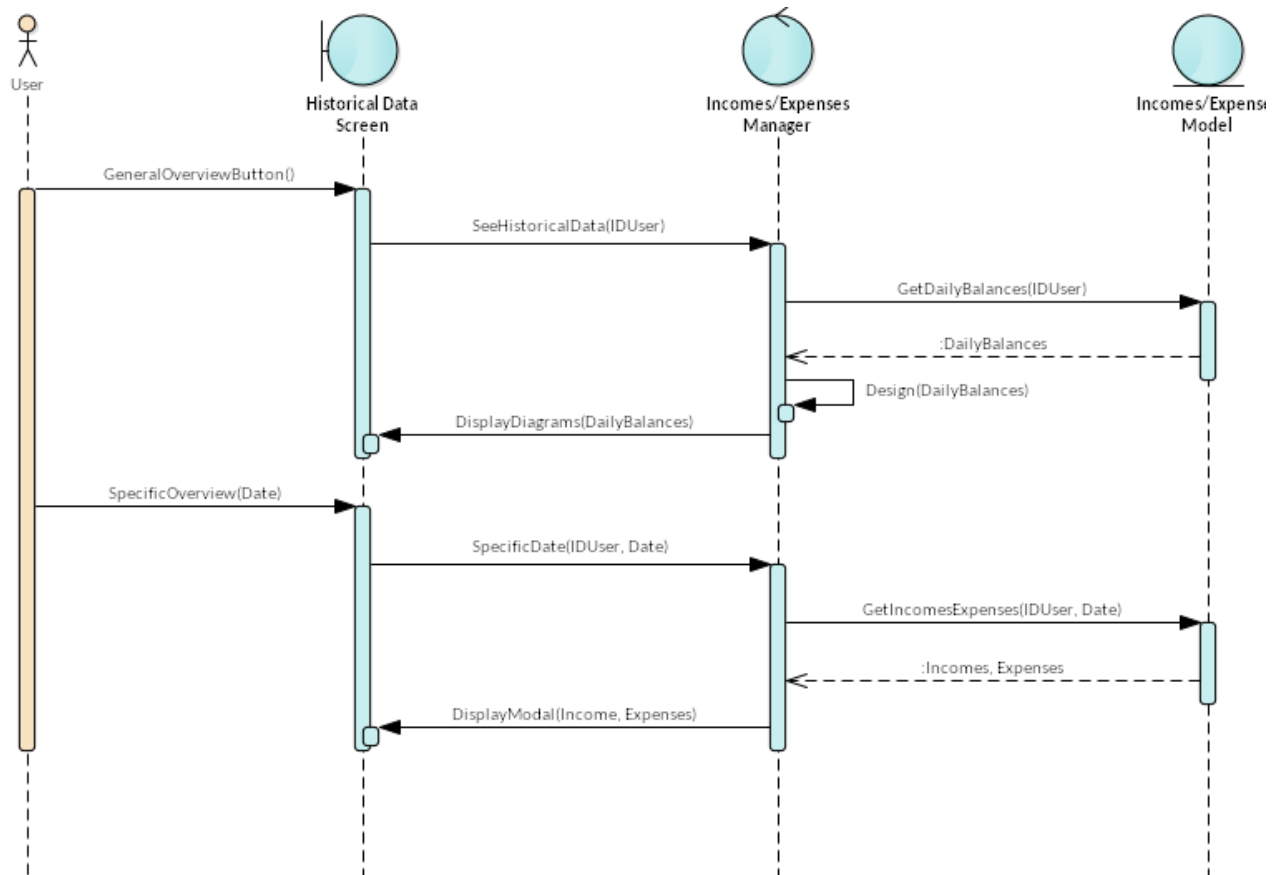 User
Historical Data
Screen
Incomes/Expenses
Manager
Incomes/Expense
Model
GeneralOverviewButton()
SeeHistoricalData(IDUser)
GetDailyBalances(IDUser)
:DailyBalances
Design(DailyBalances)
DisplayDiagrams(DailyBalances)
SpecificOverview(Date)
SpecificDate(IDUser, Date)
GetIncomesExpenses(IDUser, Date)
:Incomes, Expenses
DisplayModal(Income, Expenses)